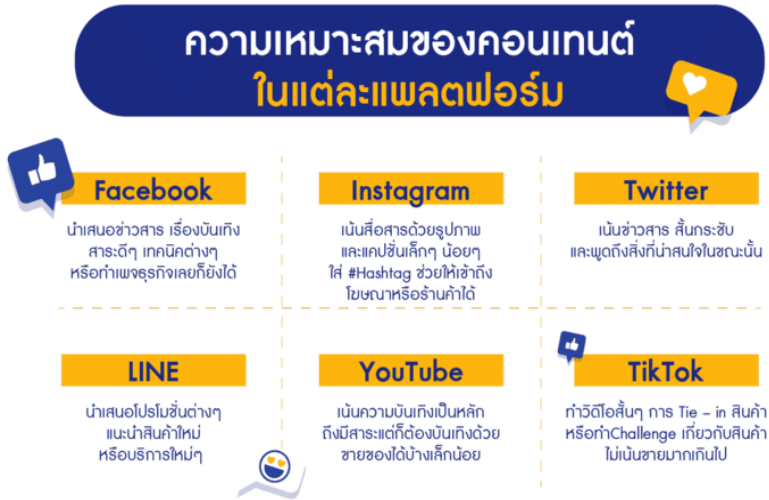 ความเหมาะสมของคอนเทนต์
ในแต่ละแพลตฟอร์ม
Facebook
นำเสนอข่าวสาร เรื่องบันเทิง
สาระดีๆ เทคนิคต่างๆ
หรือทำเพจธุรกิจเลยก็ยังได้
Instagram
เน้นสื่อสารด้วยรูปภาพ
และแคปชั่นเล็กๆ น้อยๆ
ใส่ #Hashtag ช่วยให้เข้าถึง
โฆษณาหรือร้านค้าได้
Twitter
เน้นข่าวสาร สั้นกระชับ
และพูดถึงสิ่งที่น่าสนใจในขณะนั้น
LINE
นำเสนอโปรโมชั่นต่างๆ
แนะนำสินค้าใหม่
หรือบริการใหม่ๆ
YouTube
เน้นความบันเทิงเป็นหลัก
ถึงมีสาระแต่ก็ต้องบันเทิงด้วย
ขายของได้บ้างเล็กน้อย
TikTok
ทำวิดีโอสั้นๆ การ Tie – in สินค้า
หรือทำChallenge เกี่ยวกับสินค้า
ไม่เน้นขายมากเกินไป